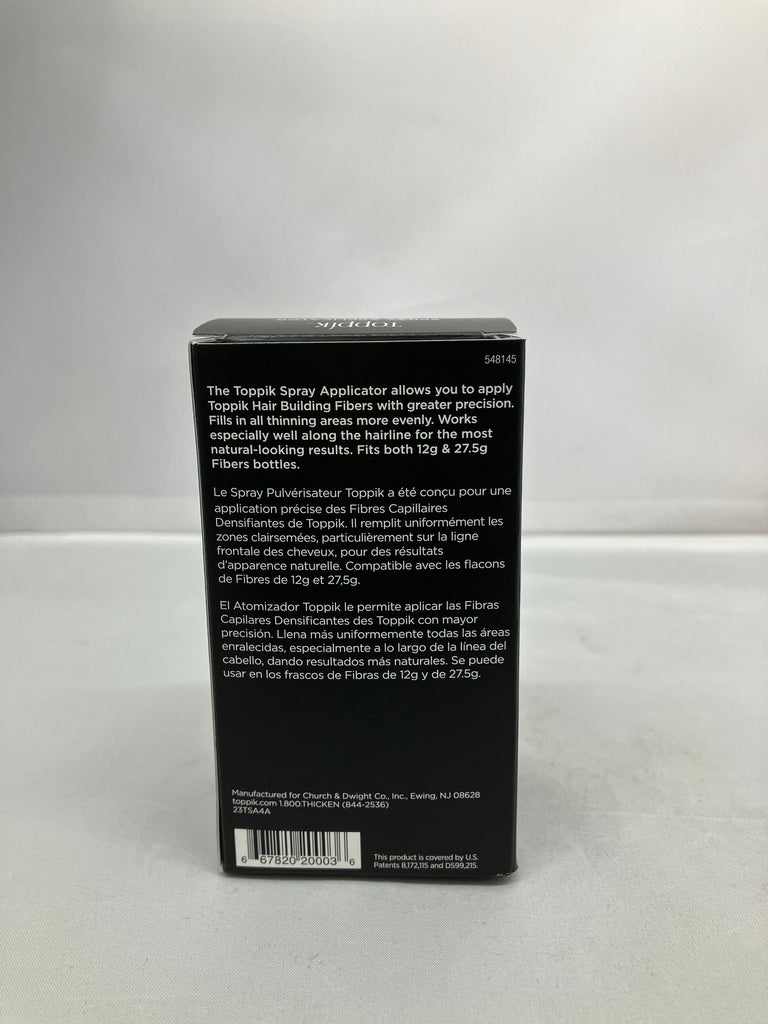 Toppik
SPRAY APPLICATOR
548145
The Toppik Spray Applicator allows you to apply
Toppik Hair Building Fibers with greater precision.
Fills in all thinning areas more evenly. Works
especially well along the hairline for the most
natural-looking results. Fits both 12g & 27.5g
Fibers bottles.
Le Spray Pulvérisateur Toppik a été conçu pour une
application précise des Fibres Capillaires
Densifiantes de Toppik. Il remplit uniformément les
zones clairsemées, particulièrement sur la ligne
frontale des cheveux, pour des résultats
d'apparence naturelle. Compatible avec les flacons
de Fibres de 12g et 27,5g.
El Atomizador Toppik le permite aplicar las Fibras
Capilares Densificantes des Toppik con mayor
precisión. Llena más uniformemente todas las áreas
enralecidas, especialmente a lo largo de la línea del
cabello, dando resultados más naturales. Se puede
usar en los frascos de Fibras de 12g y de 27.5g.
Manufactured for Church & Dwight Co., Inc., Ewing, NJ 08628
toppik.com 1.800.THICKEN (844-2536)
23TSA4A
6 67820 20003 6
This product is covered by U.S.
Patents 8,172,115 and D599,215.